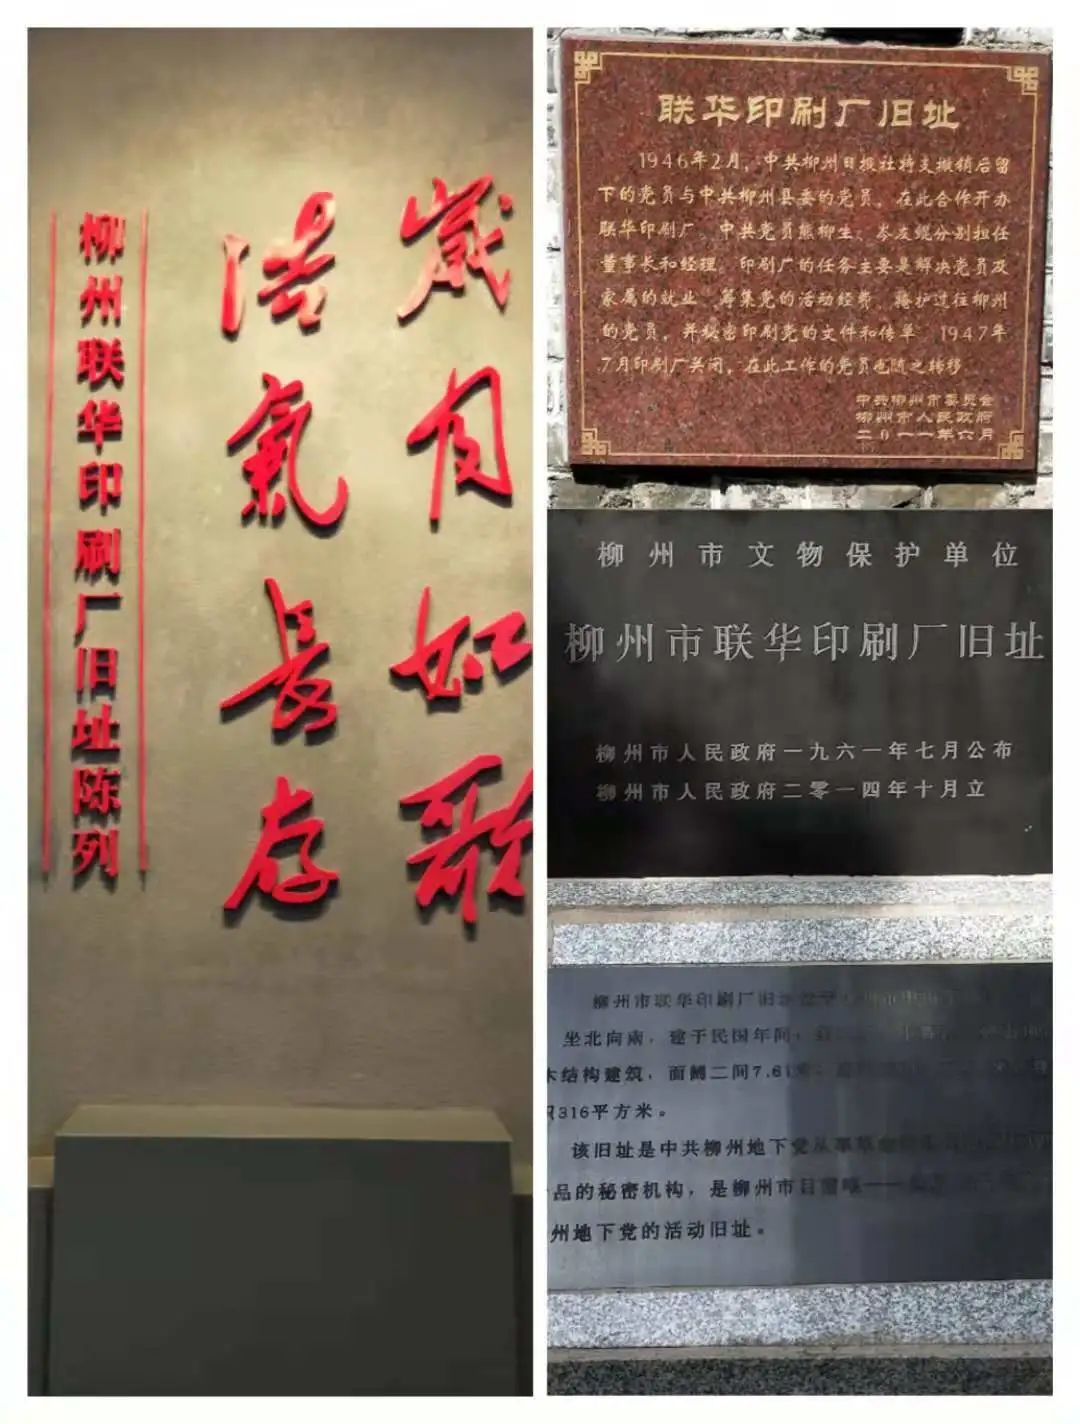 岁月如歌
浩气长存
柳州联华印刷厂旧址陈列
联华印刷厂旧址
1946年2月,中共柳州日报社特支撤销后留
下的党员与中共柳州县委的党员,在此合作开办
联华印刷厂,中共党员熊柳生、岑友鲲分别担任
董事长和经理。印刷厂的任务主要是解决党员及
家属的就业、筹集党的活动经费、掩护过往柳州
的党员,并秘密印刷党的文件和传单。1947年
7月印刷厂关闭,在此工作的党员也随之转移。
中共柳州市委员会
柳州市人民政府
二0一一年六月
柳州市文物保护单位
柳州市联华印刷厂旧址
柳州市人民政府一九六一年七月公布
柳州市人民政府二零一四年十月立
柳州市联华印刷厂旧
坐北向南,建于民国年间,
木结构建筑,面阔二间7.61
316平方米。
该旧址是中共柳州地下党从事革
品的秘密机构,是柳州市目
州地下党的活动旧址。